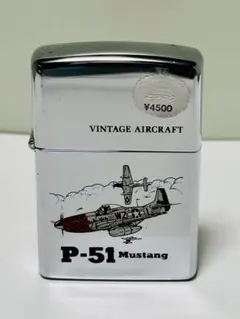 ¥4500
VINTAGE AIRCRAFT
P-51 Mustang